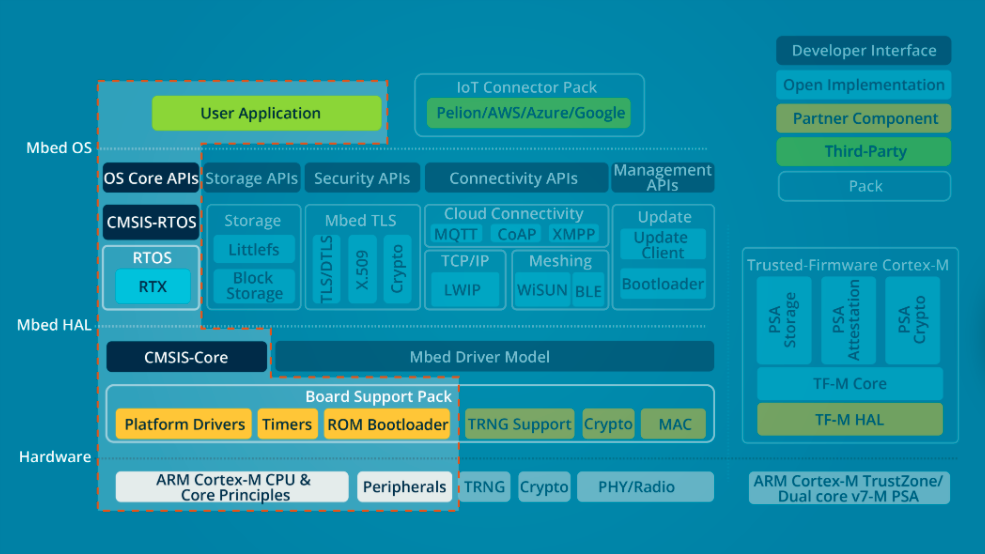 Developer Interface
Open Implementation
Partner Component
Third-Party
Pack
User Application
IoT Connector Pack
Pelion/AWS/Azure/Google
Mbed OS
OS Core APIs
Storage APIs
Security APIs
Connectivity APIs
Management
APIs
CMSIS-RTOS
RTOS
RTX
Storage
Littlefs
Block
Storage
Mbed TLS
TLS/DTLS
X.509
Crypto
Cloud Connectivity
MQTT
CoAP
XMPP
TCP/IP
LWIP
Meshing
WiSUN
BLE
Update
Update
Client
Bootloader
Mbed HAL
CMSIS-Core
Mbed Driver Model
Board Support Pack
Platform Drivers
Timers
ROM Bootloader
TRNG Support
Crypto
MAC
Hardware
ARM Cortex-M CPU &
Core Principles
Peripherals
TRNG
Crypto
PHY/Radio
Trusted-Firmware Cortex-M
PSA
Storage
PSA
Attestation
PSA
Crypto
TF-M Core
TF-M HAL
ARM Cortex-M TrustZone/
Dual core v7-M PSA